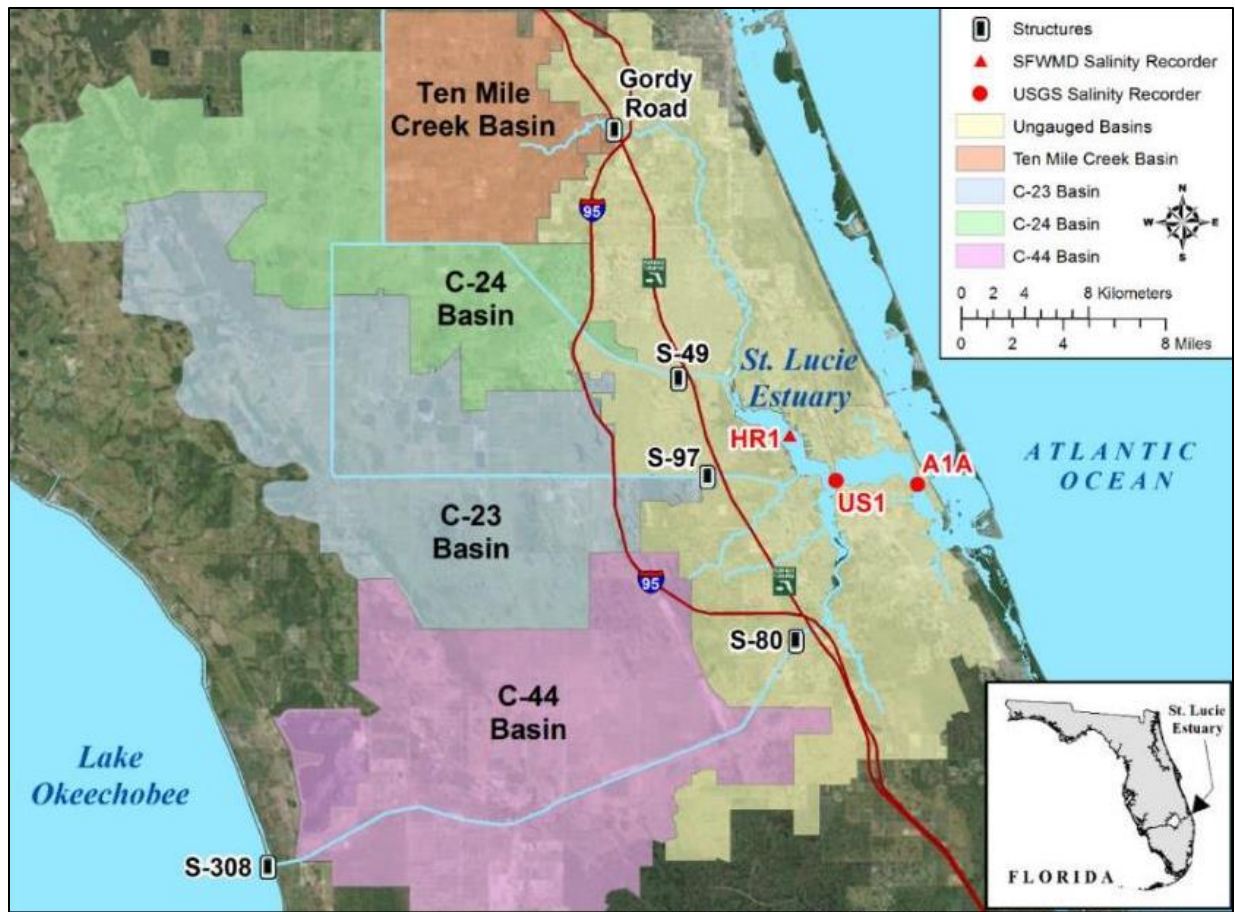 Ten Mile
Creek Basin
Gordy
Road
95
C-24
Basin
S-49
St. Lucie
Estuary
HR1
S-97
US1
A1A
ATLANTIC
OCEAN
C-23
Basin
95
S-80
C-44
Basin
Lake
Okeechobee
S-308
Structures
SFWMD Salinity Recorder
USGS Salinity Recorder
Ungauged Basins
Ten Mile Creek Basin
C-23 Basin
C-24 Basin
C-44 Basin
N
W E
S
0 2 4 8 Kilometers
0 2 4 8 Miles
St. Lucie
Estuary
FLORIDA